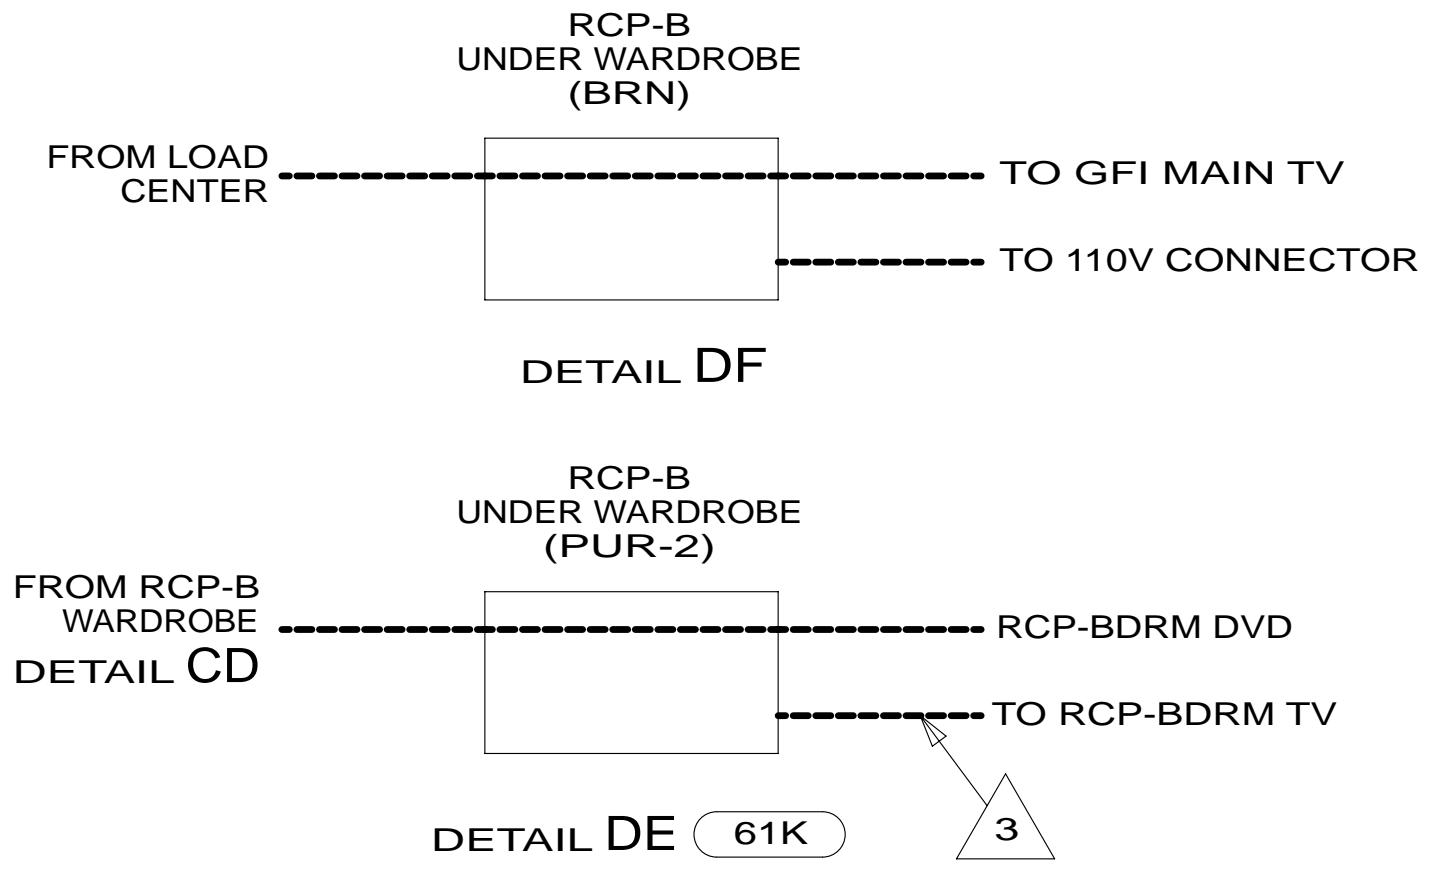 RCP-B
UNDER WARDROBE
(BRN)
FROM LOAD
CENTER
TO GFI MAIN TV
TO 110V CONNECTOR
DETAIL DF
RCP-B
UNDER WARDROBE
(PUR-2)
FROM RCP-B
WARDROBE
DETAIL CD
RCP-BDRM DVD
TO RCP-BDRM TV
DETAIL DE 61K
3